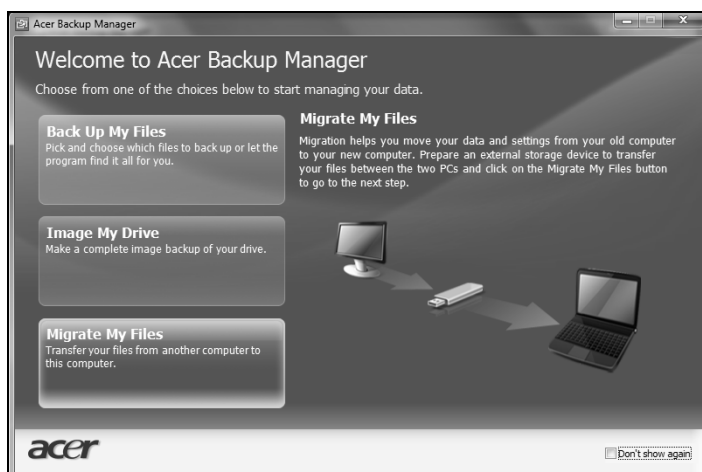 Acer Backup Manager
Welcome to Acer Backup Manager
Choose from one of the choices below to start managing your data.
Back Up My Files
Pick and choose which files to back up or let the
program find it all for you.
Image My Drive
Make a complete image backup of your drive.
Migrate My Files
Transfer your files from another computer to
this computer.
Migrate My Files
Migration helps you move your data and settings from your old computer
to your new computer. Prepare an external storage device to transfer
your files between the two PCs and click on the Migrate My Files button
to go to the next step.
acer
Don't show again